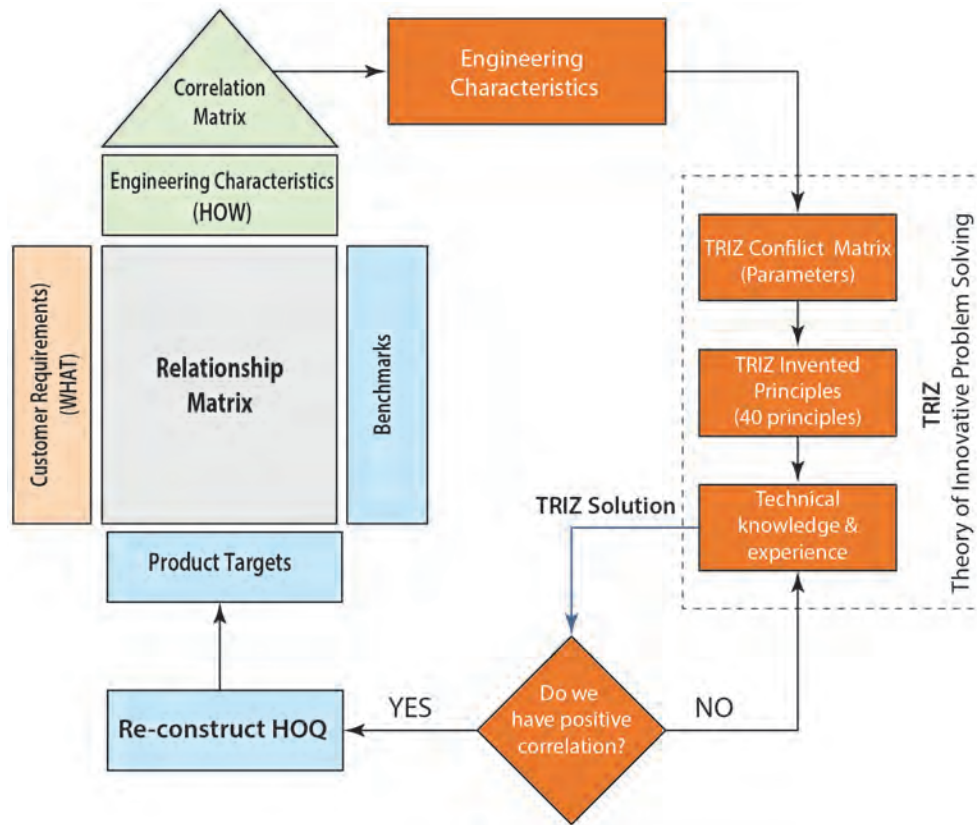 Correlation
Matrix
Engineering
Characteristics
Engineering Characteristics
(HOW)
Customer Requirements)
(WHAT)
Relationship
Matrix
Benchmarks
TRIZ Confilict Matrix
(Parameters)
TRIZ Invented
Principles
(40 principles)
Technical
knowledge &
experience
TRIZ
Theory of Innovative Problem Solving
TRIZ Solution
Product Targets
Re-construct HOQ
YES
Do we
have positive
correlation?
NO